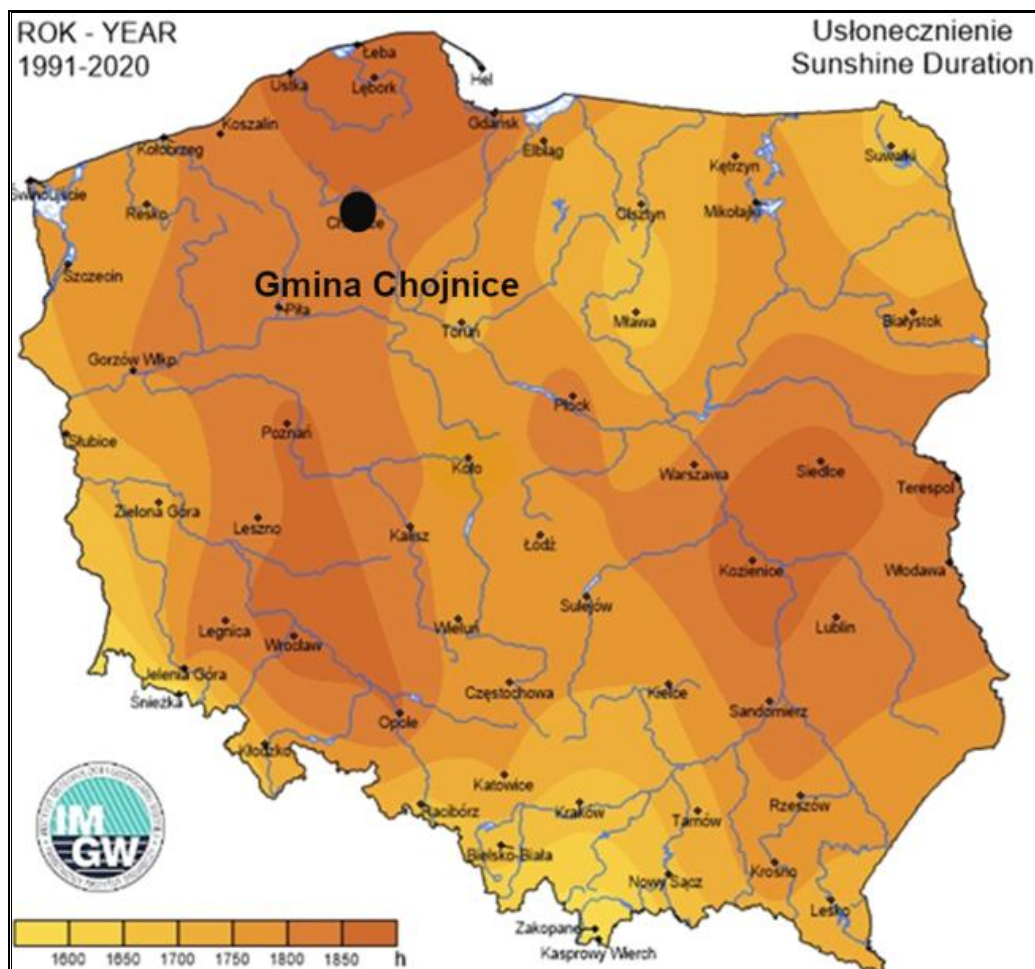 ROK - YEAR
1991-2020
Usłonecznienie
Sunshine Duration
Łeba
Hel
Ustka
Lębork
Gdańsk
Koszalin
Kołobrzeg
Elbląg
Suwałki
Kętrzyn
Świnoujście
Resko
Olsztyn
Mikołajki
Szczecin
Gmina Chojnice
Piła
Toruń
Mława
Białystok
Gorzów Wlkp.
Płock
Słubice
Poznań
Koło
Warszawa
Siedlce
Terespol
Zielona Góra
Leszno
Kalisz
Łódź
Kozienice
Włodawa
Sulejów
Legnica
Wrocław
Wieluń
Lublin
Jelenia Góra
Śnieżka
Częstochowa
Kielce
Sandomierz
Opole
Kłodzko
Katowice
Racibórz
Kraków
Tarnów
Rzeszów
Bielsko-Biała
Nowy Sącz
Krosno
Lesko
Zakopane
Kasprowy Wierch
IM
GW
1600 1650 1700 1750 1800 1850 h